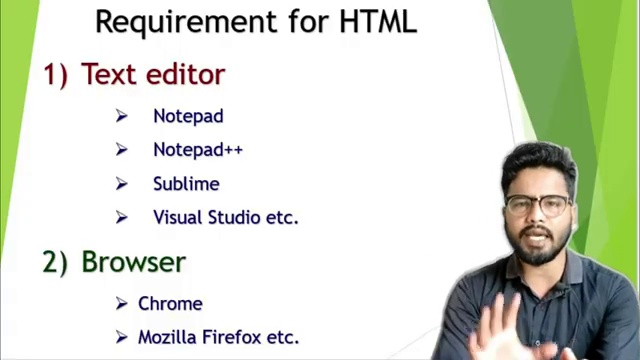 Requirement for HTML
1) Text editor
➢ Notepad
➢ Notepad++
➢ Sublime
➢ Visual Studio etc.
2) Browser
➢ Chrome
➢ Mozilla Firefox etc.